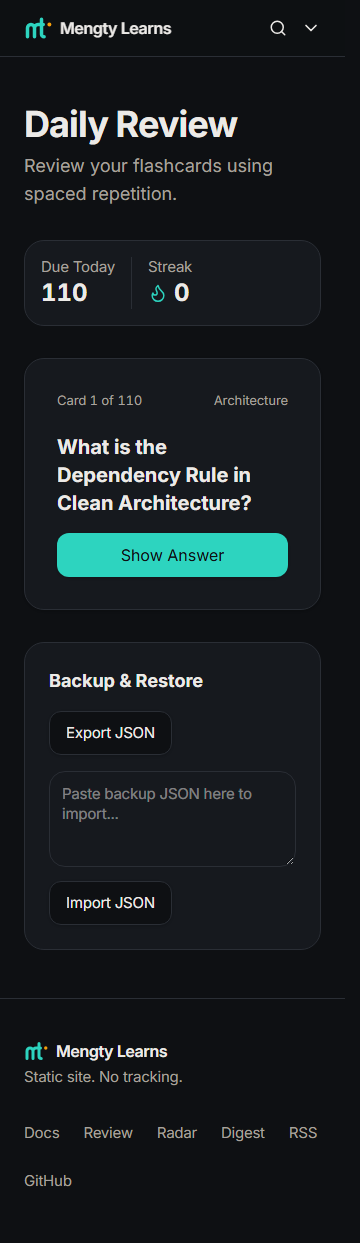 mt Mengty Learns
Daily Review
Review your flashcards using
spaced repetition.
Due Today
110
Streak
0
Card 1 of 110
Architecture
What is the
Dependency Rule in
Clean Architecture?
Show Answer
Backup & Restore
Export JSON
Paste backup JSON here to
import...
Import JSON
mt Mengty Learns
Static site. No tracking.
Docs Review Radar Digest RSS
GitHub